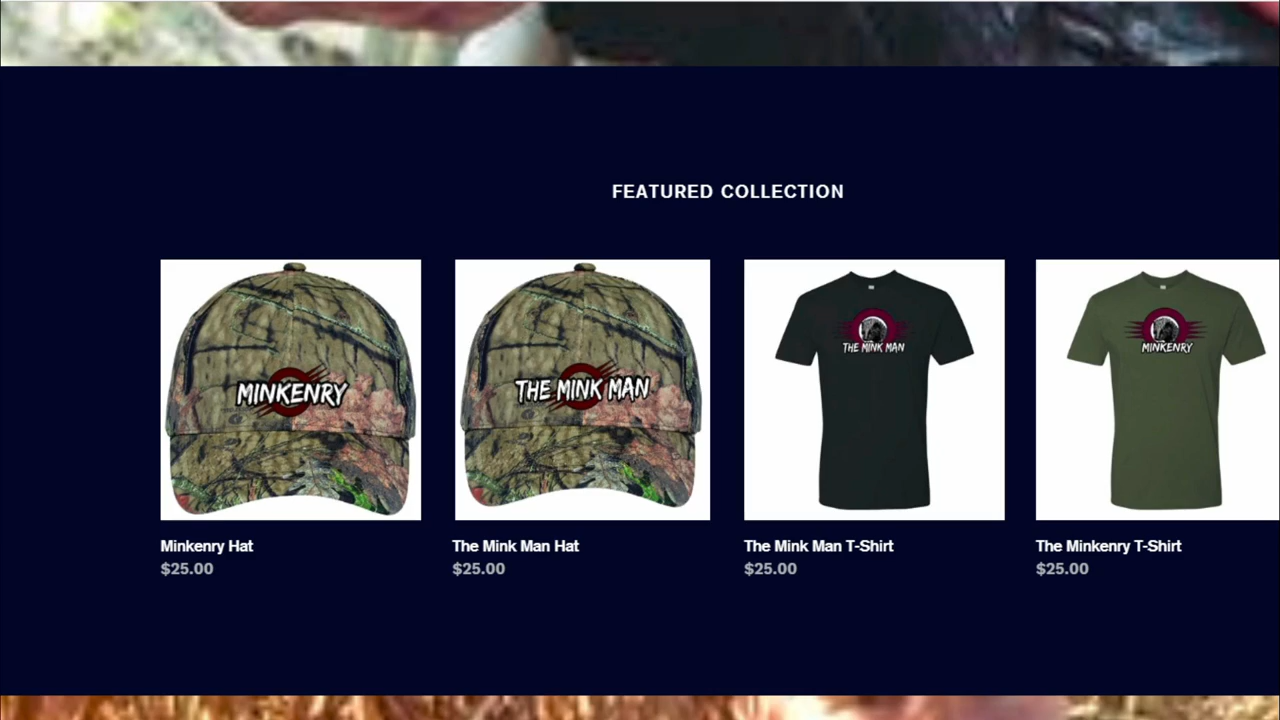 FEATURED COLLECTION
MINKENRY
THE MINK MAN
THE MINK MAN
MINKENRY
Minkenry Hat
$25.00
The Mink Man Hat
$25.00
The Mink Man T-Shirt
$25.00
The Minkenry T-Shirt
$25.00